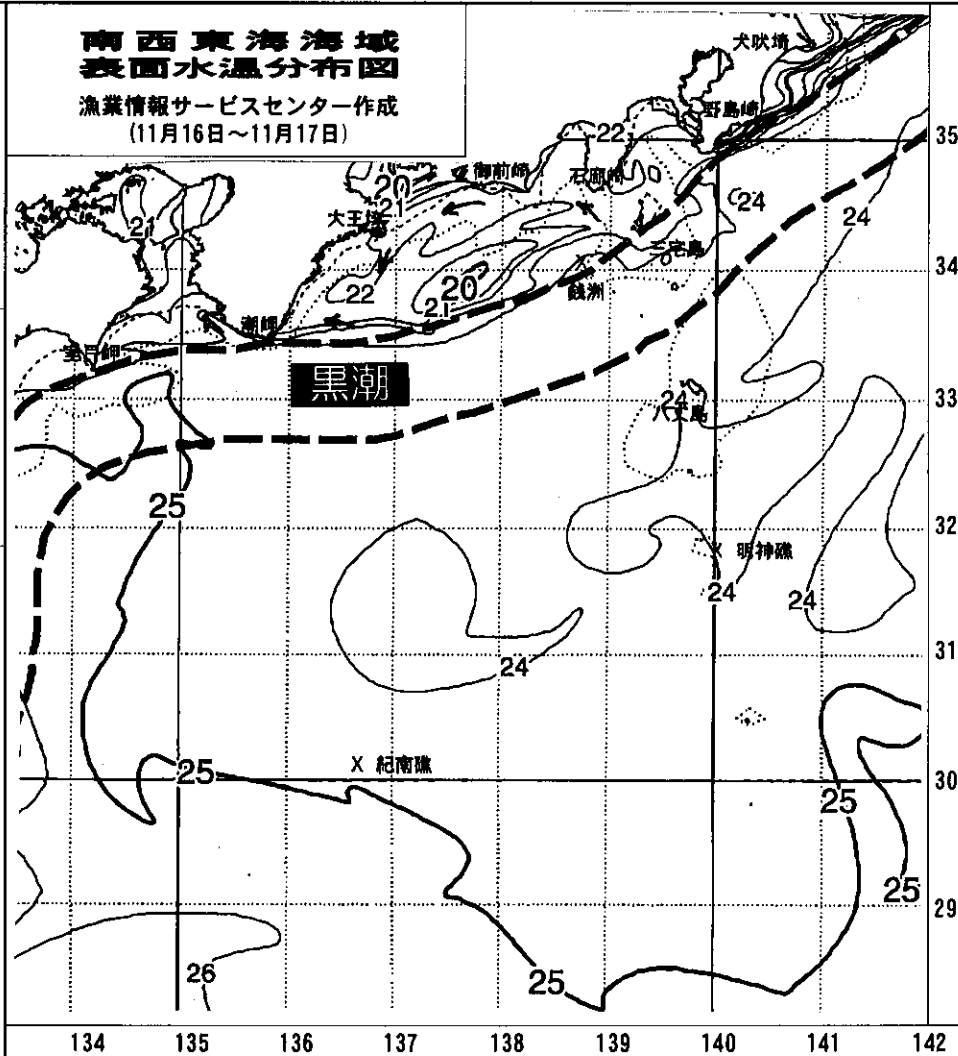 南西東海海域
表面水温分布図
漁業情報サービスセンター作成
(11月16日～11月17日)
犬吠埼
野島崎
35
22
御前崎
石廊崎
20
21
24
24
21
大王埼
三宅島
34
22
20
銭洲
21
潮岬
室戸岬
黒潮
33
24
八丈島
25
32
X 明神礁
24
24
31
24
X 紀南礁
25
30
25
25
29
26
25
134 135 136 137 138 139 140 141 142